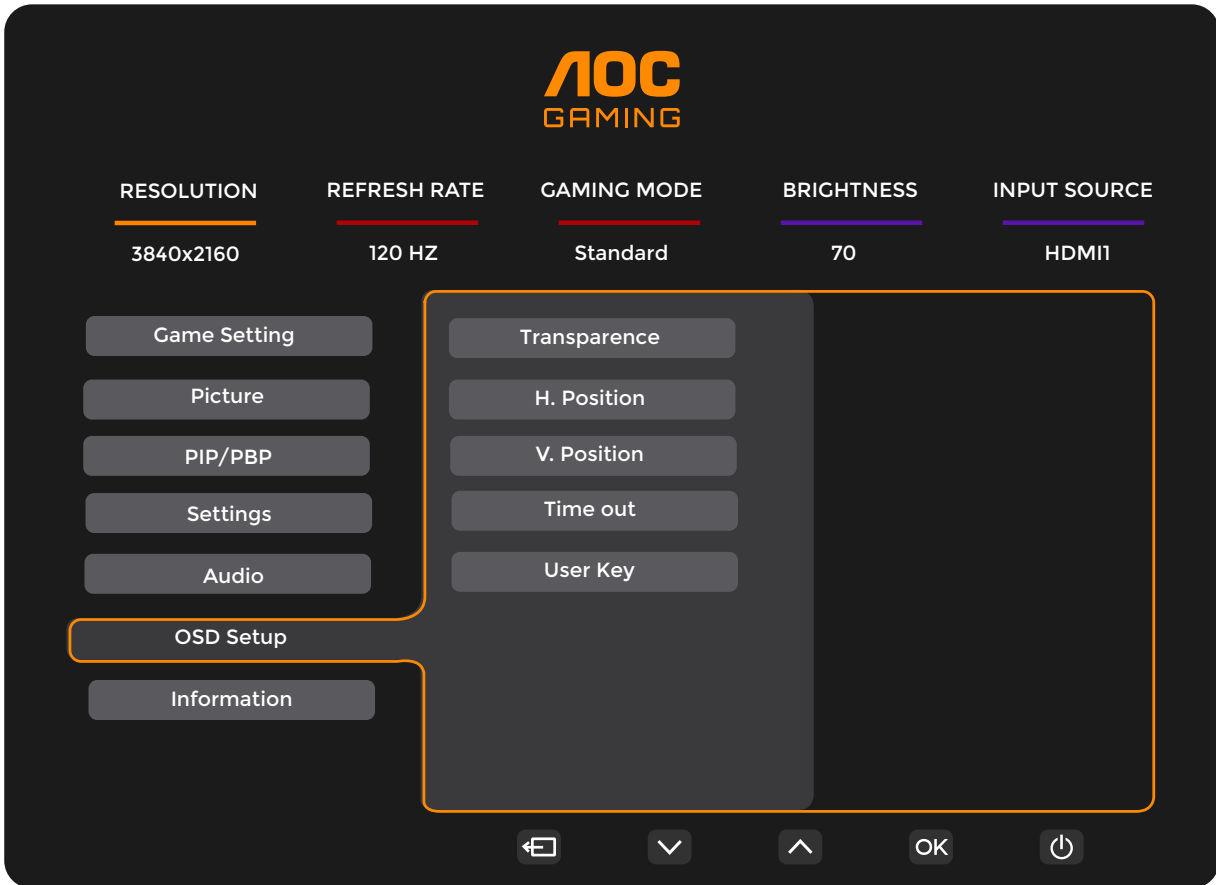 AOC
GAMING
RESOLUTION REFRESH RATE GAMING MODE BRIGHTNESS INPUT SOURCE
3840x2160 120 HZ Standard 70 HDMI1
Game Setting
Picture
PIP/PBP
Settings
Audio
OSD Setup
Information
Transparence
H. Position
V. Position
Time out
User Key
OK